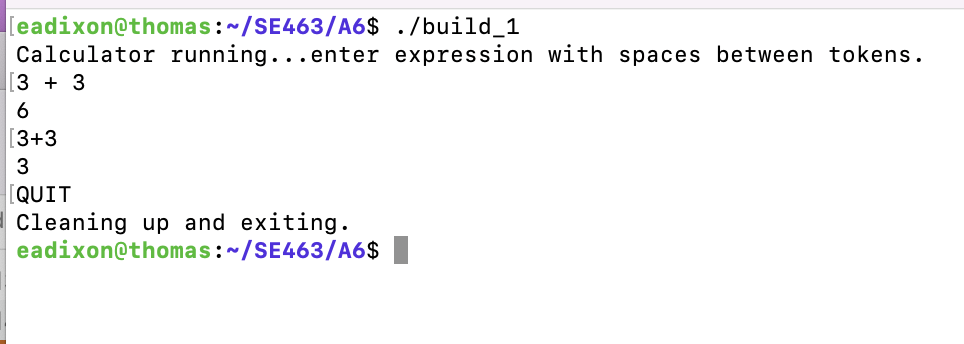 [eadixon@thomas:~/SE463/A6$ ./build_1
Calculator running...enter expression with spaces between tokens.
[3 + 3
6
[3+3
3
[QUIT
Cleaning up and exiting.
eadixon@thomas:~/SE463/A6$